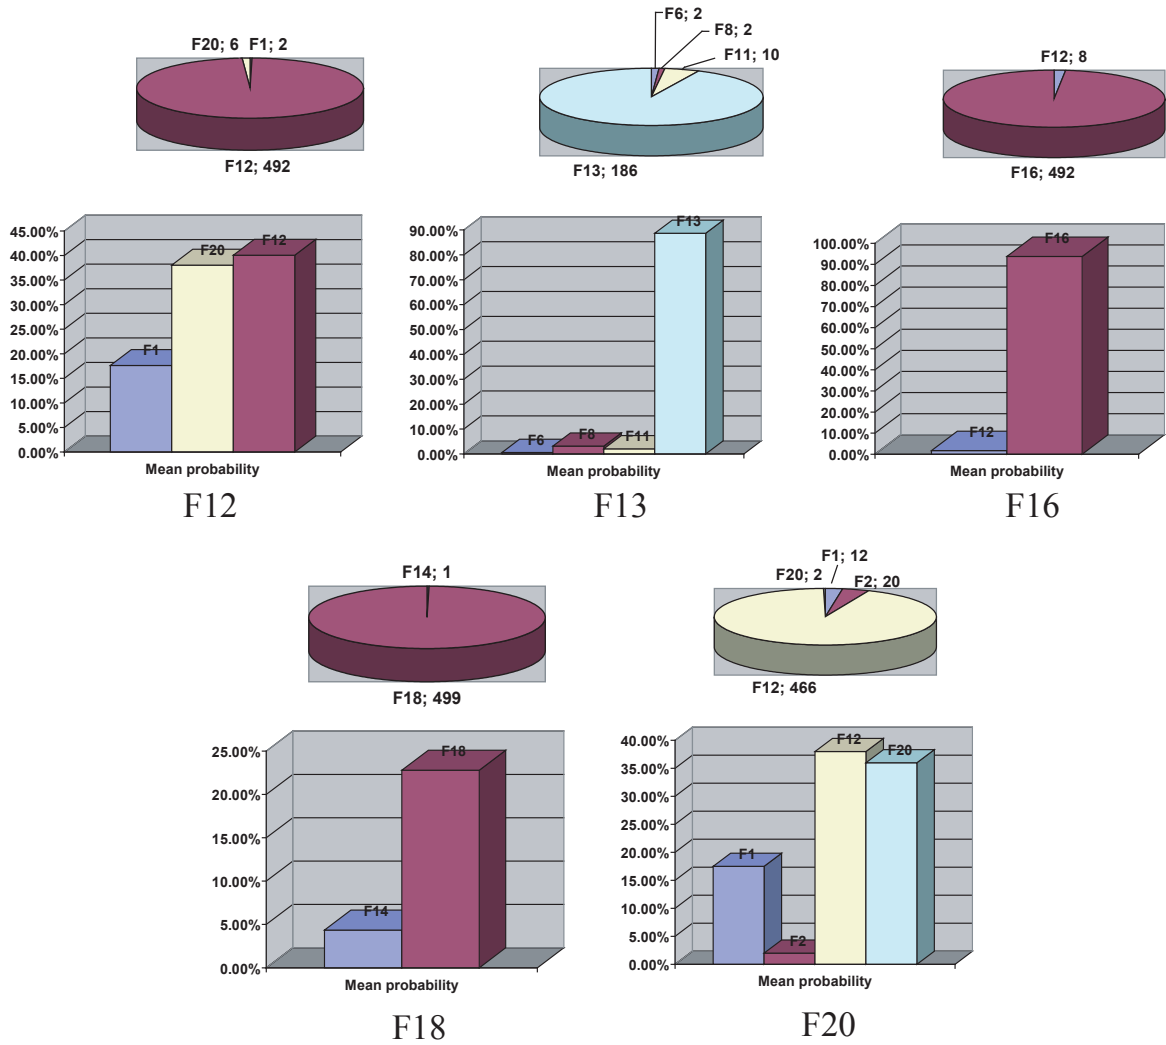 F20; 6 F1; 2
F12; 492
45.00%
40.00%
35.00%
30.00%
25.00%
20.00%
15.00%
10.00%
5.00%
0.00%
F1
F20
F12
Mean probability
F12
F6; 2
F8; 2
F11; 10
F13; 186
90.00%
80.00%
70.00%
60.00%
50.00%
40.00%
30.00%
20.00%
10.00%
0.00%
F6
F8
F11
F13
Mean probability
F13
F12; 8
F16; 492
100.00%
90.00%
80.00%
70.00%
60.00%
50.00%
40.00%
30.00%
20.00%
10.00%
0.00%
F12
F16
Mean probability
F16
F14; 1
F18; 499
25.00%
20.00%
15.00%
10.00%
5.00%
0.00%
F14
F18
Mean probability
F18
F1; 12
F20; 2
F2; 20
F12; 466
40.00%
35.00%
30.00%
25.00%
20.00%
15.00%
10.00%
5.00%
0.00%
F1
F2
F12
F20
Mean probability
F20